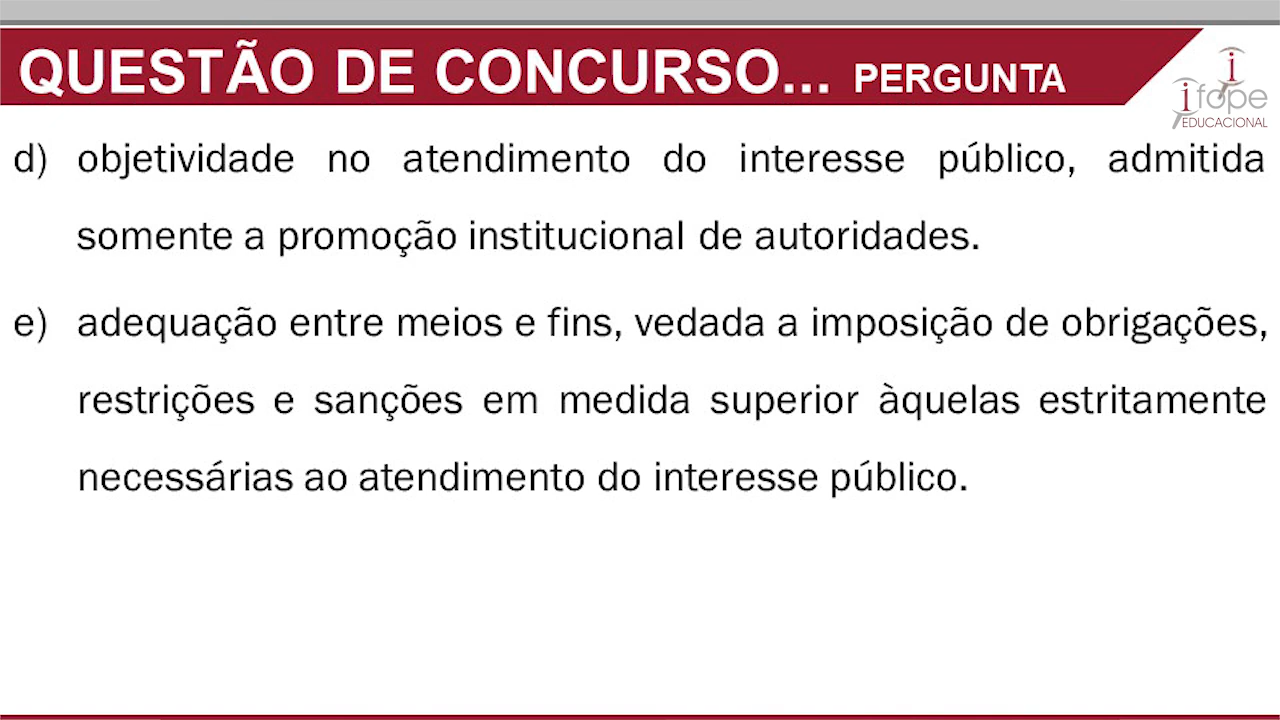 QUESTÃO DE CONCURSO... PERGUNTA
i
ifope
EDUCACIONAL
d) objetividade no atendimento do interesse público, admitida
somente a promoção institucional de autoridades.
e) adequação entre meios e fins, vedada a imposição de obrigações,
restrições e sanções em medida superior àquelas estritamente
necessárias ao atendimento do interesse público.